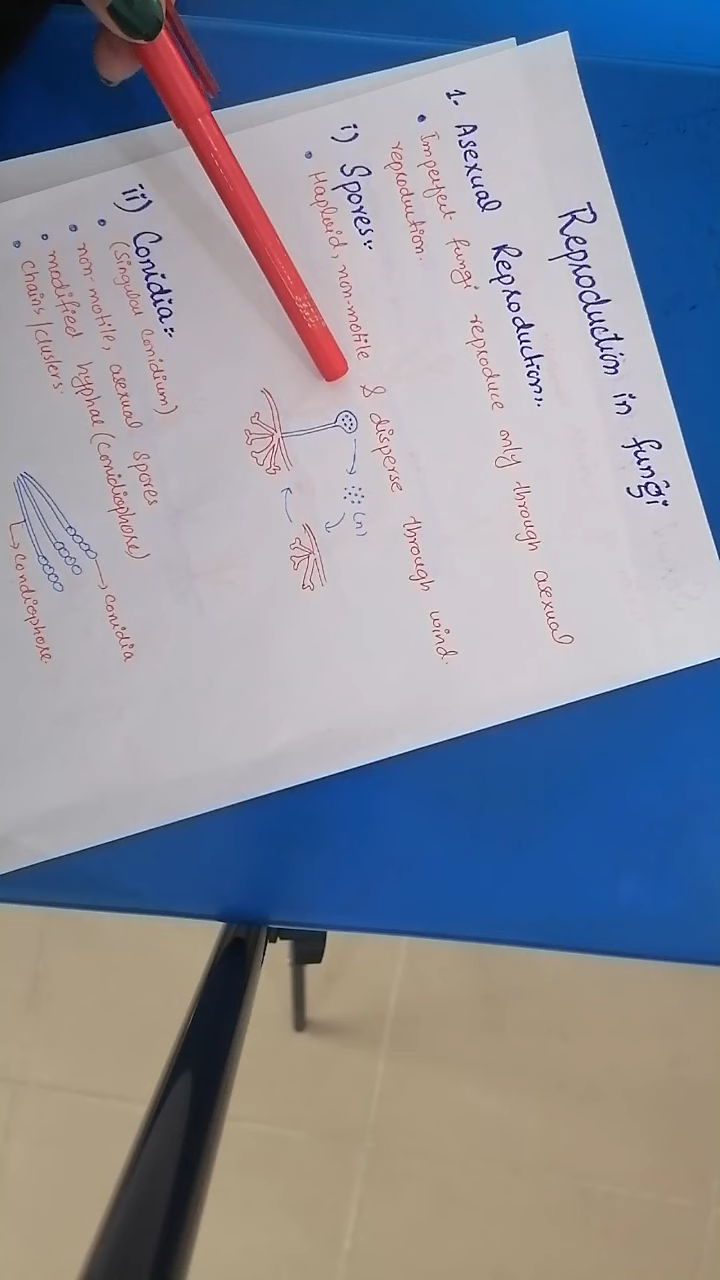 Reproduction in fungi
1- Asexual Reproduction:-
• Imperfect fungi reproduce only through asexual
reproduction.
i) Spores:-
• Haploid, non-motile & disperse through wind.
(n)
ii) Conidia:-
• (Singular conidium)
• non-motile, asexual spores
• modified hyphae (conidiophore)
• chains/clusters.
→ conidia
→ condiophore.